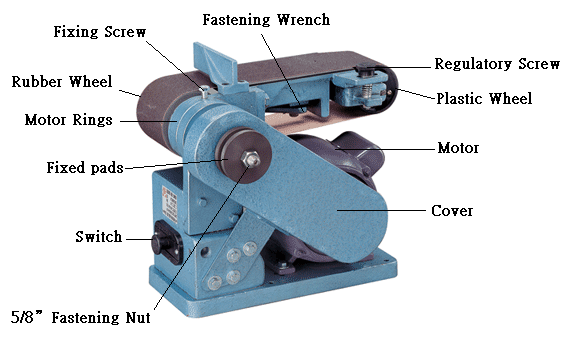 Fastening Wrench
Fixing Screw
Regulatory Screw
Rubber Wheel
Plastic Wheel
Motor Rings
Motor
Fixed pads
Cover
Switch
5/8” Fastening Nut